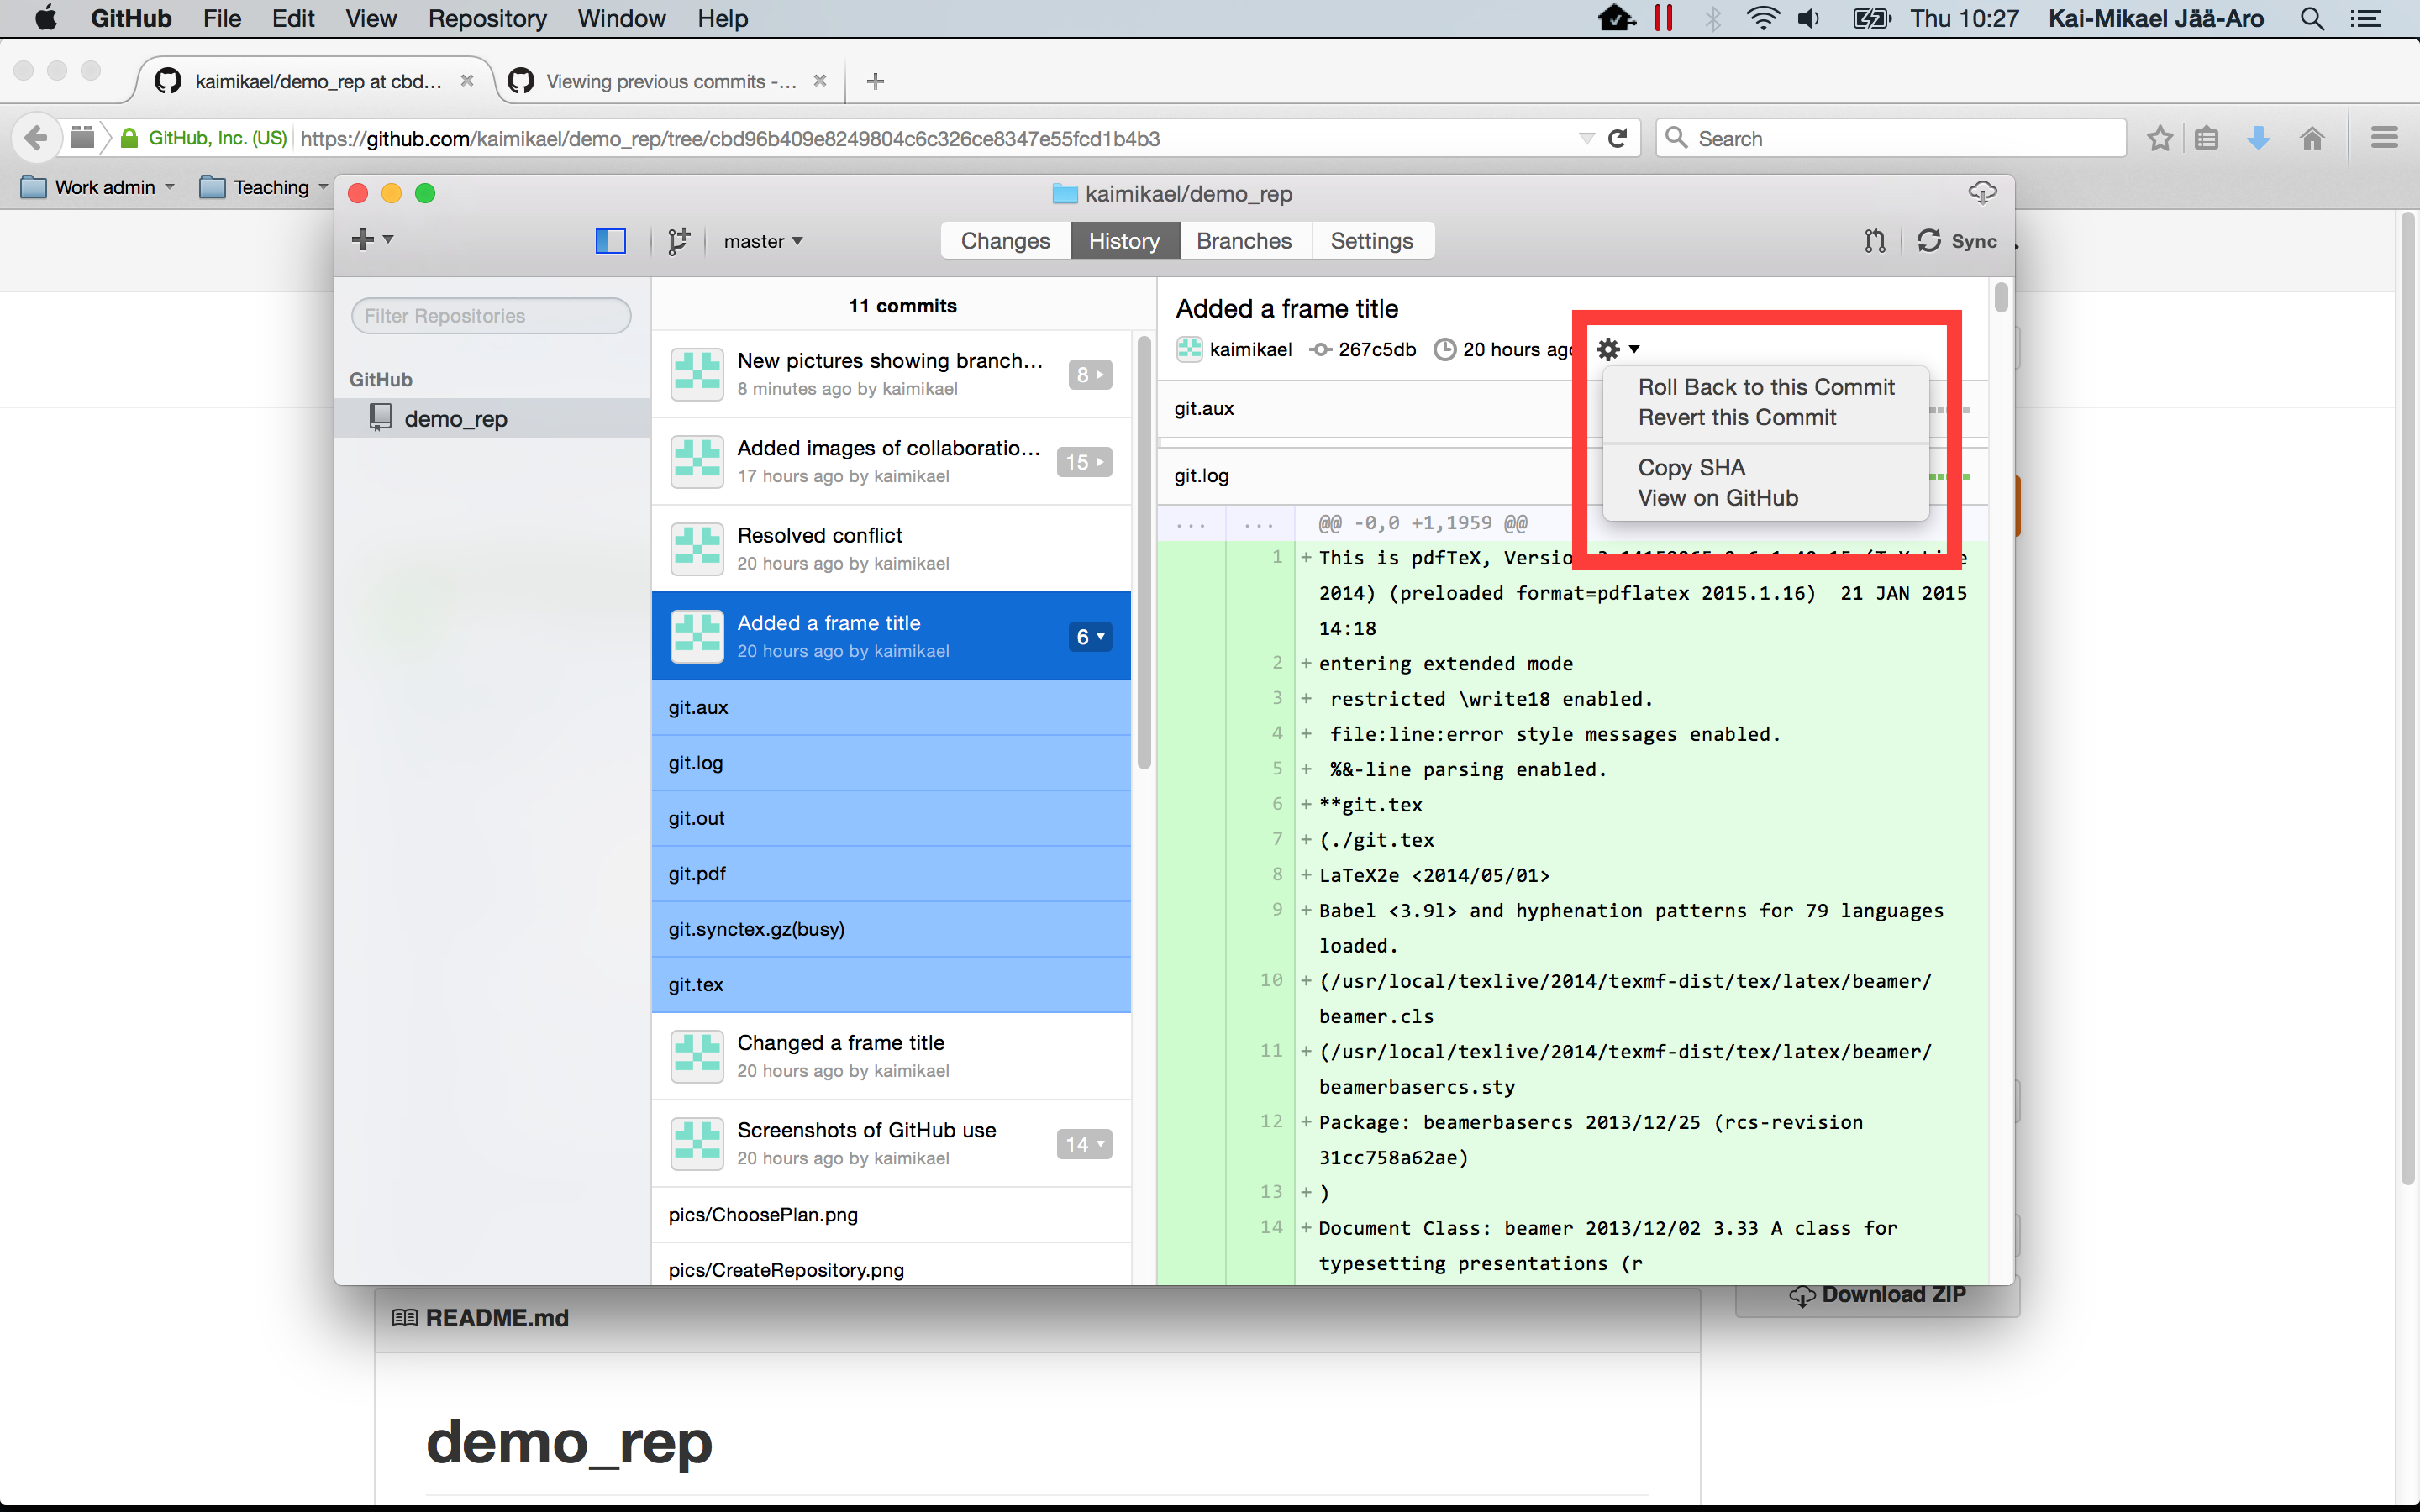 GitHub File Edit View Repository Window Help Thu 10:27 Kai-Mikael Jää-Aro
kaimikael/demo_rep at cbd... Viewing previous commits -...
GitHub, Inc. (US) https://github.com/kaimikael/demo_rep/tree/cbd96b409e8249804c6c326ce8347e55fcd1b4b3 Search
Work admin Teaching
kaimikael/demo_rep
master Changes History Branches Settings Sync
Filter Repositories
GitHub
demo_rep
11 commits
New pictures showing branch...
8 minutes ago by kaimikael
8
Added images of collaboratio...
17 hours ago by kaimikael
15
Resolved conflict
20 hours ago by kaimikael
Added a frame title
20 hours ago by kaimikael
6
git.aux
git.log
git.out
git.pdf
git.synctex.gz(busy)
git.tex
Changed a frame title
20 hours ago by kaimikael
Screenshots of GitHub use
20 hours ago by kaimikael
14
pics/ChoosePlan.png
pics/CreateRepository.png
Added a frame title
kaimikael 267c5db 20 hours ago
Roll Back to this Commit
Revert this Commit
Copy SHA
View on GitHub
git.aux
git.log
... ... @@ -0,0 +1,1959 @@
1 +This is pdfTeX, Version
2014) (preloaded format=pdflatex 2015.1.16) 21 JAN 2015
14:18
2 +entering extended mode
3 + restricted \write18 enabled.
4 + file:line:error style messages enabled.
5 + %&-line parsing enabled.
6 +**git.tex
7 +(./git.tex
8 +LaTeX2e <2014/05/01>
9 +Babel <3.9l> and hyphenation patterns for 79 languages
loaded.
10 +(/usr/local/texlive/2014/texmf-dist/tex/latex/beamer/
beamer.cls
11 +(/usr/local/texlive/2014/texmf-dist/tex/latex/beamer/
beamerbasercs.sty
12 +Package: beamerbasercs 2013/12/25 (rcs-revision
31cc758a62ae)
13 +)
14 +Document Class: beamer 2013/12/02 3.33 A class for
typesetting presentations (r
Download ZIP
README.md
demo_rep